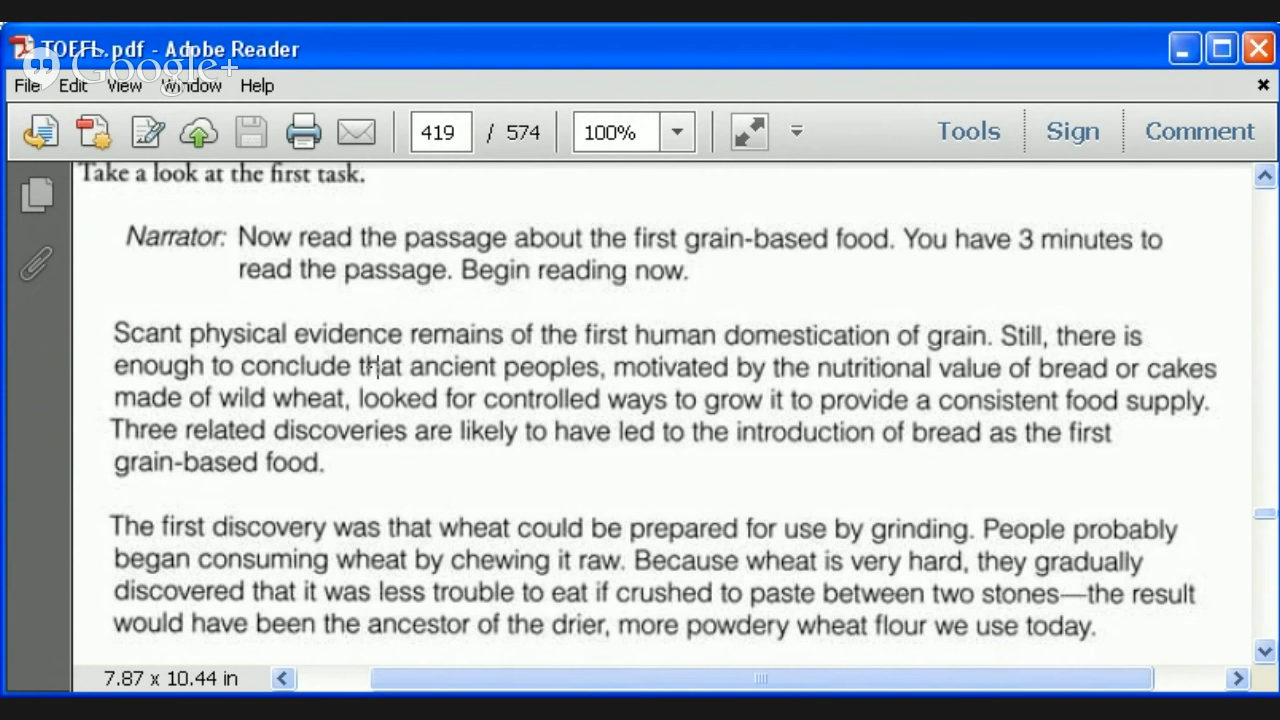 TOEFL.pdf - Adobe Reader
Google+
File Edit View Window Help
419 / 574 100% Tools Sign Comment
Take a look at the first task.
Narrator: Now read the passage about the first grain-based food. You have 3 minutes to
read the passage. Begin reading now.
Scant physical evidence remains of the first human domestication of grain. Still, there is
enough to conclude that ancient peoples, motivated by the nutritional value of bread or cakes
made of wild wheat, looked for controlled ways to grow it to provide a consistent food supply.
Three related discoveries are likely to have led to the introduction of bread as the first
grain-based food.
The first discovery was that wheat could be prepared for use by grinding. People probably
began consuming wheat by chewing it raw. Because wheat is very hard, they gradually
discovered that it was less trouble to eat if crushed to paste between two stones—the result
would have been the ancestor of the drier, more powdery wheat flour we use today.
7.87 x 10.44 in